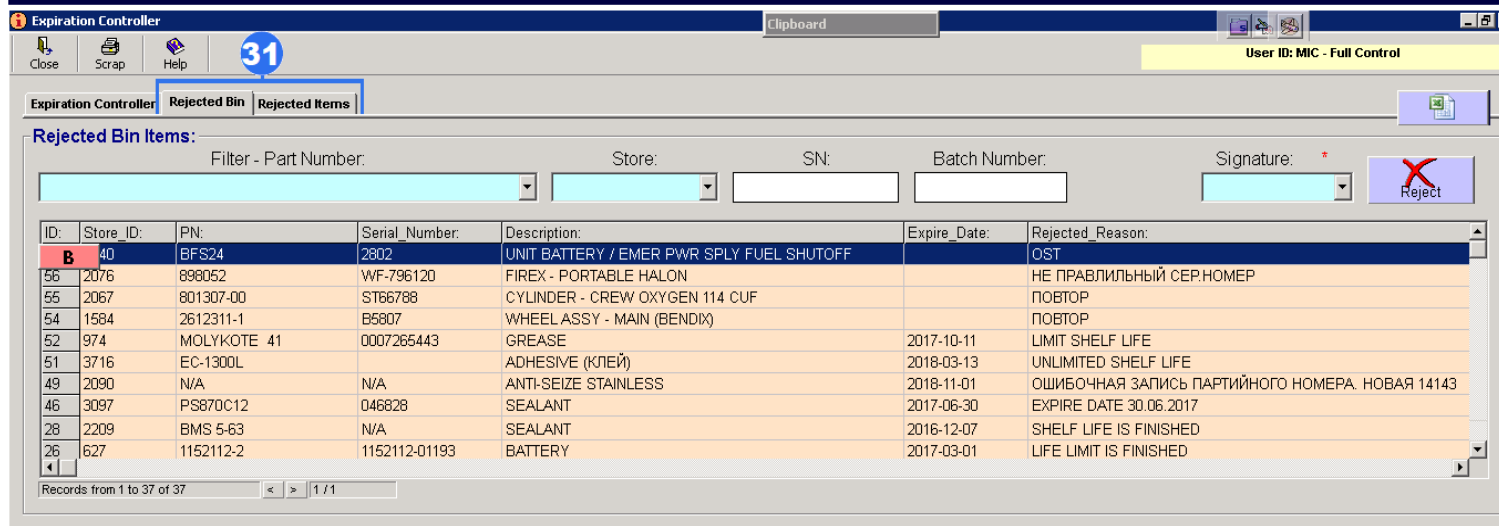 Expiration Controller
Clipboard
Close Scrap Help 31
User ID: MIC - Full Control
Expiration Controller Rejected Bin Rejected Items
Rejected Bin Items:
Filter - Part Number: Store: SN: Batch Number: Signature: *
Reject
ID: Store_ID: PN: Serial_Number: Description: Expire_Date: Rejected_Reason:
B 40 BFS24 2802 UNIT BATTERY / EMER PWR SPLY FUEL SHUTOFF OST
56 2076 898052 WF-796120 FIREX - PORTABLE HALON НЕ ПРАВЛИЛЬНЫЙ СЕР.НОМЕР
55 2067 801307-00 ST66788 CYLINDER - CREW OXYGEN 114 CUF ПОВТОР
54 1584 2612311-1 B5807 WHEEL ASSY - MAIN (BENDIX) ПОВТОР
52 974 MOLYKOTE 41 0007265443 GREASE 2017-10-11 LIMIT SHELF LIFE
51 3716 EC-1300L ADHESIVE (КЛЕЙ) 2018-03-13 UNLIMITED SHELF LIFE
49 2090 N/A N/A ANTI-SEIZE STAINLESS 2018-11-01 ОШИБОЧНАЯ ЗАПИСЬ ПАРТИЙНОГО НОМЕРА. НОВАЯ 14143
46 3097 PS870C12 046828 SEALANT 2017-06-30 EXPIRE DATE 30.06.2017
28 2209 BMS 5-63 N/A SEALANT 2016-12-07 SHELF LIFE IS FINISHED
26 627 1152112-2 1152112-01193 BATTERY 2017-03-01 LIFE LIMIT IS FINISHED
Records from 1 to 37 of 37 < > 1 / 1